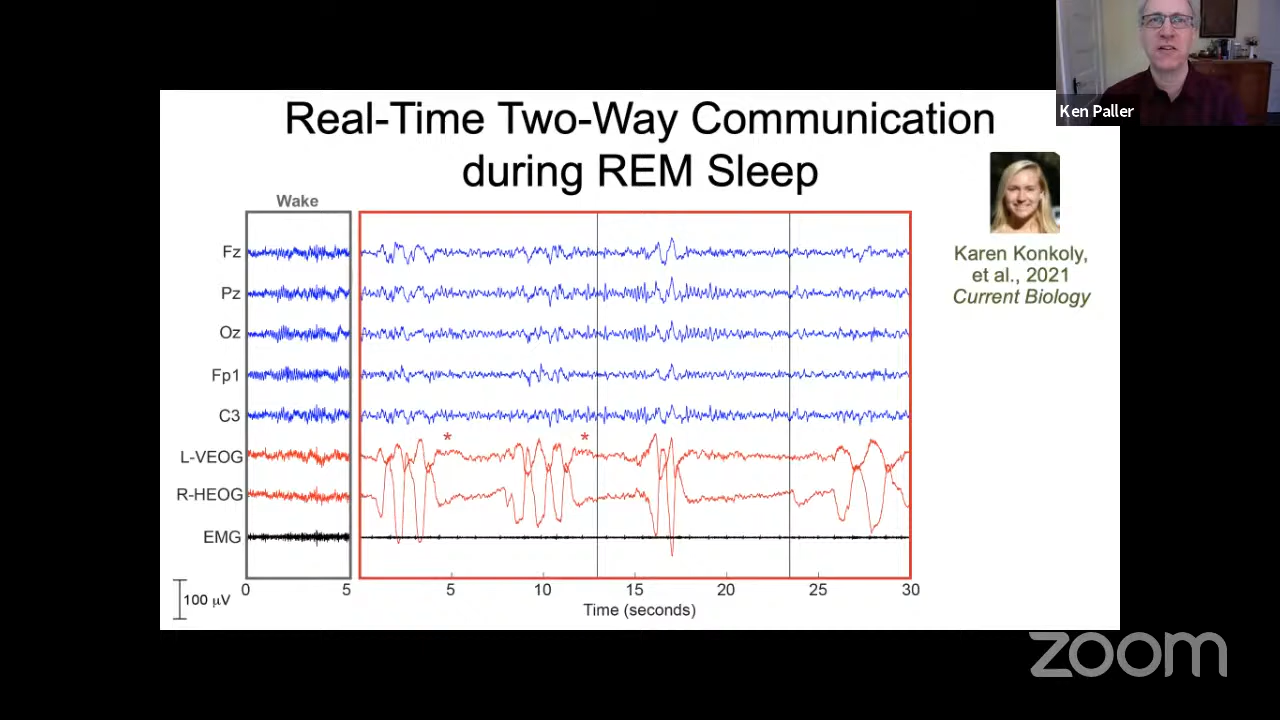 Ken Paller
Real-Time Two-Way Communication
during REM Sleep
Karen Konkoly,
et al., 2021
Current Biology
Wake
Fz
Pz
Oz
Fp1
C3
L-VEOG
R-HEOG
EMG
* *
100 μV
0 5
5 10 15 20 25 30
Time (seconds)
zoom